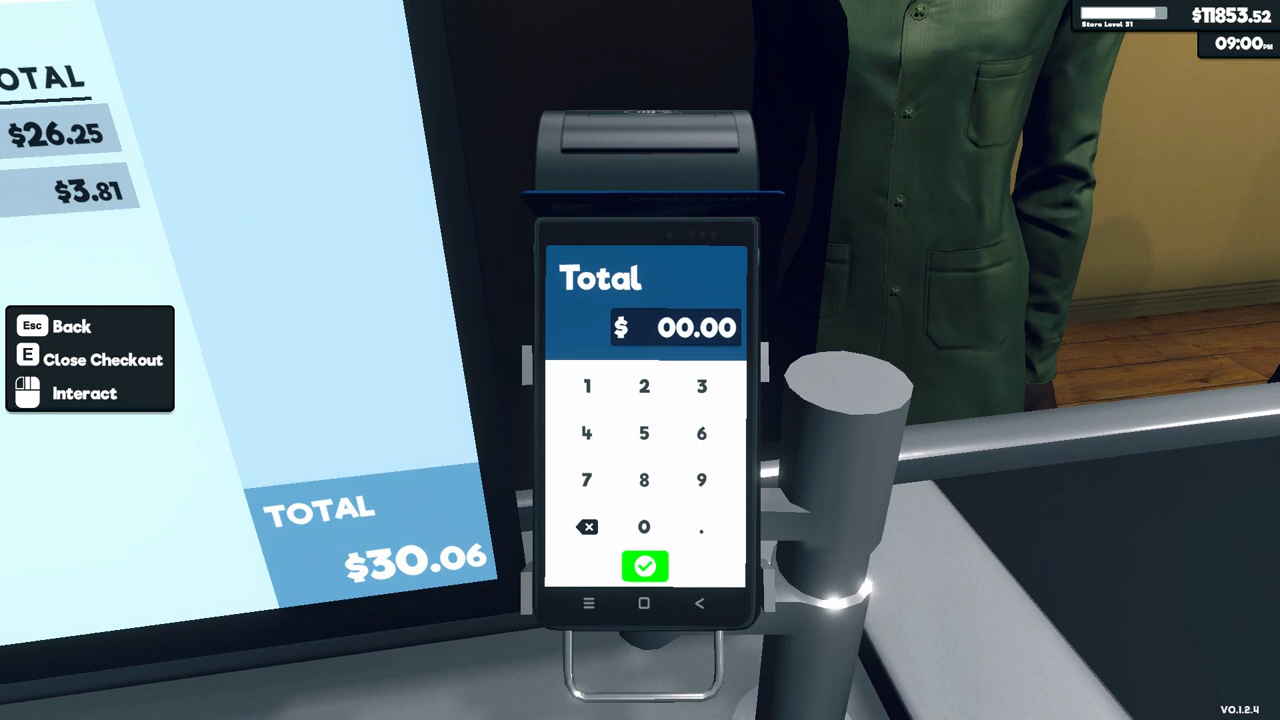 OTAL
$26.25
$3.81
TOTAL
$30.06
Esc Back
E Close Checkout
Interact
Total
$ 00.00
1 2 3
4 5 6
7 8 9
0 .
Store Level 31
$11853.52
09:00PM
V0.1.2.4